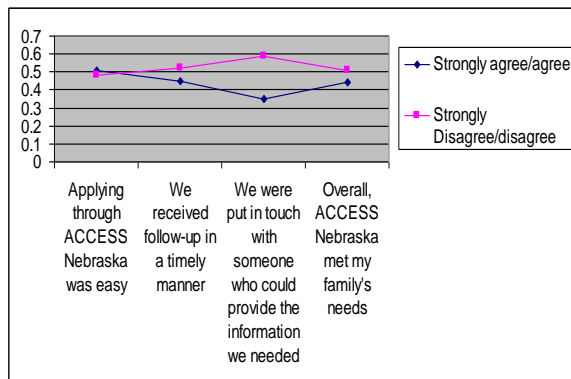 0.7
0.6
0.5
0.4
0.3
0.2
0.1
0
Applying
through
ACCESS
Nebraska
was easy
We
received
follow-up in
a timely
manner
We were
put in touch
with
someone
who could
provide the
information
we needed
Overall,
ACCESS
Nebraska
met my
family's
needs
Strongly agree/agree
Strongly
Disagree/disagree